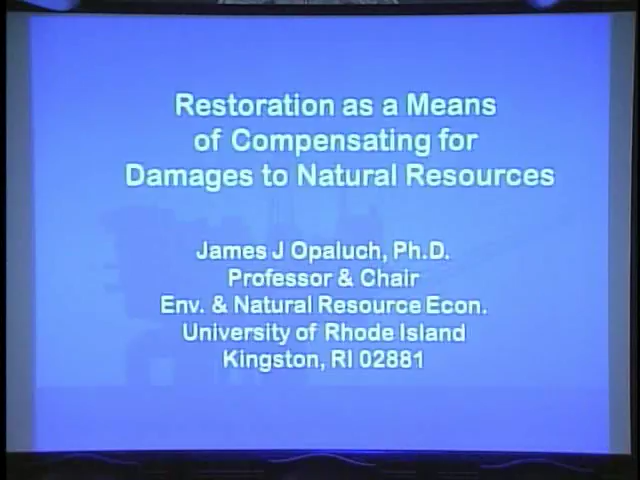 Restoration as a Means
of Compensating for
Damages to Natural Resources
James J Opaluch, Ph.D.
Professor & Chair
Env. & Natural Resource Econ.
University of Rhode Island
Kingston, RI 02881